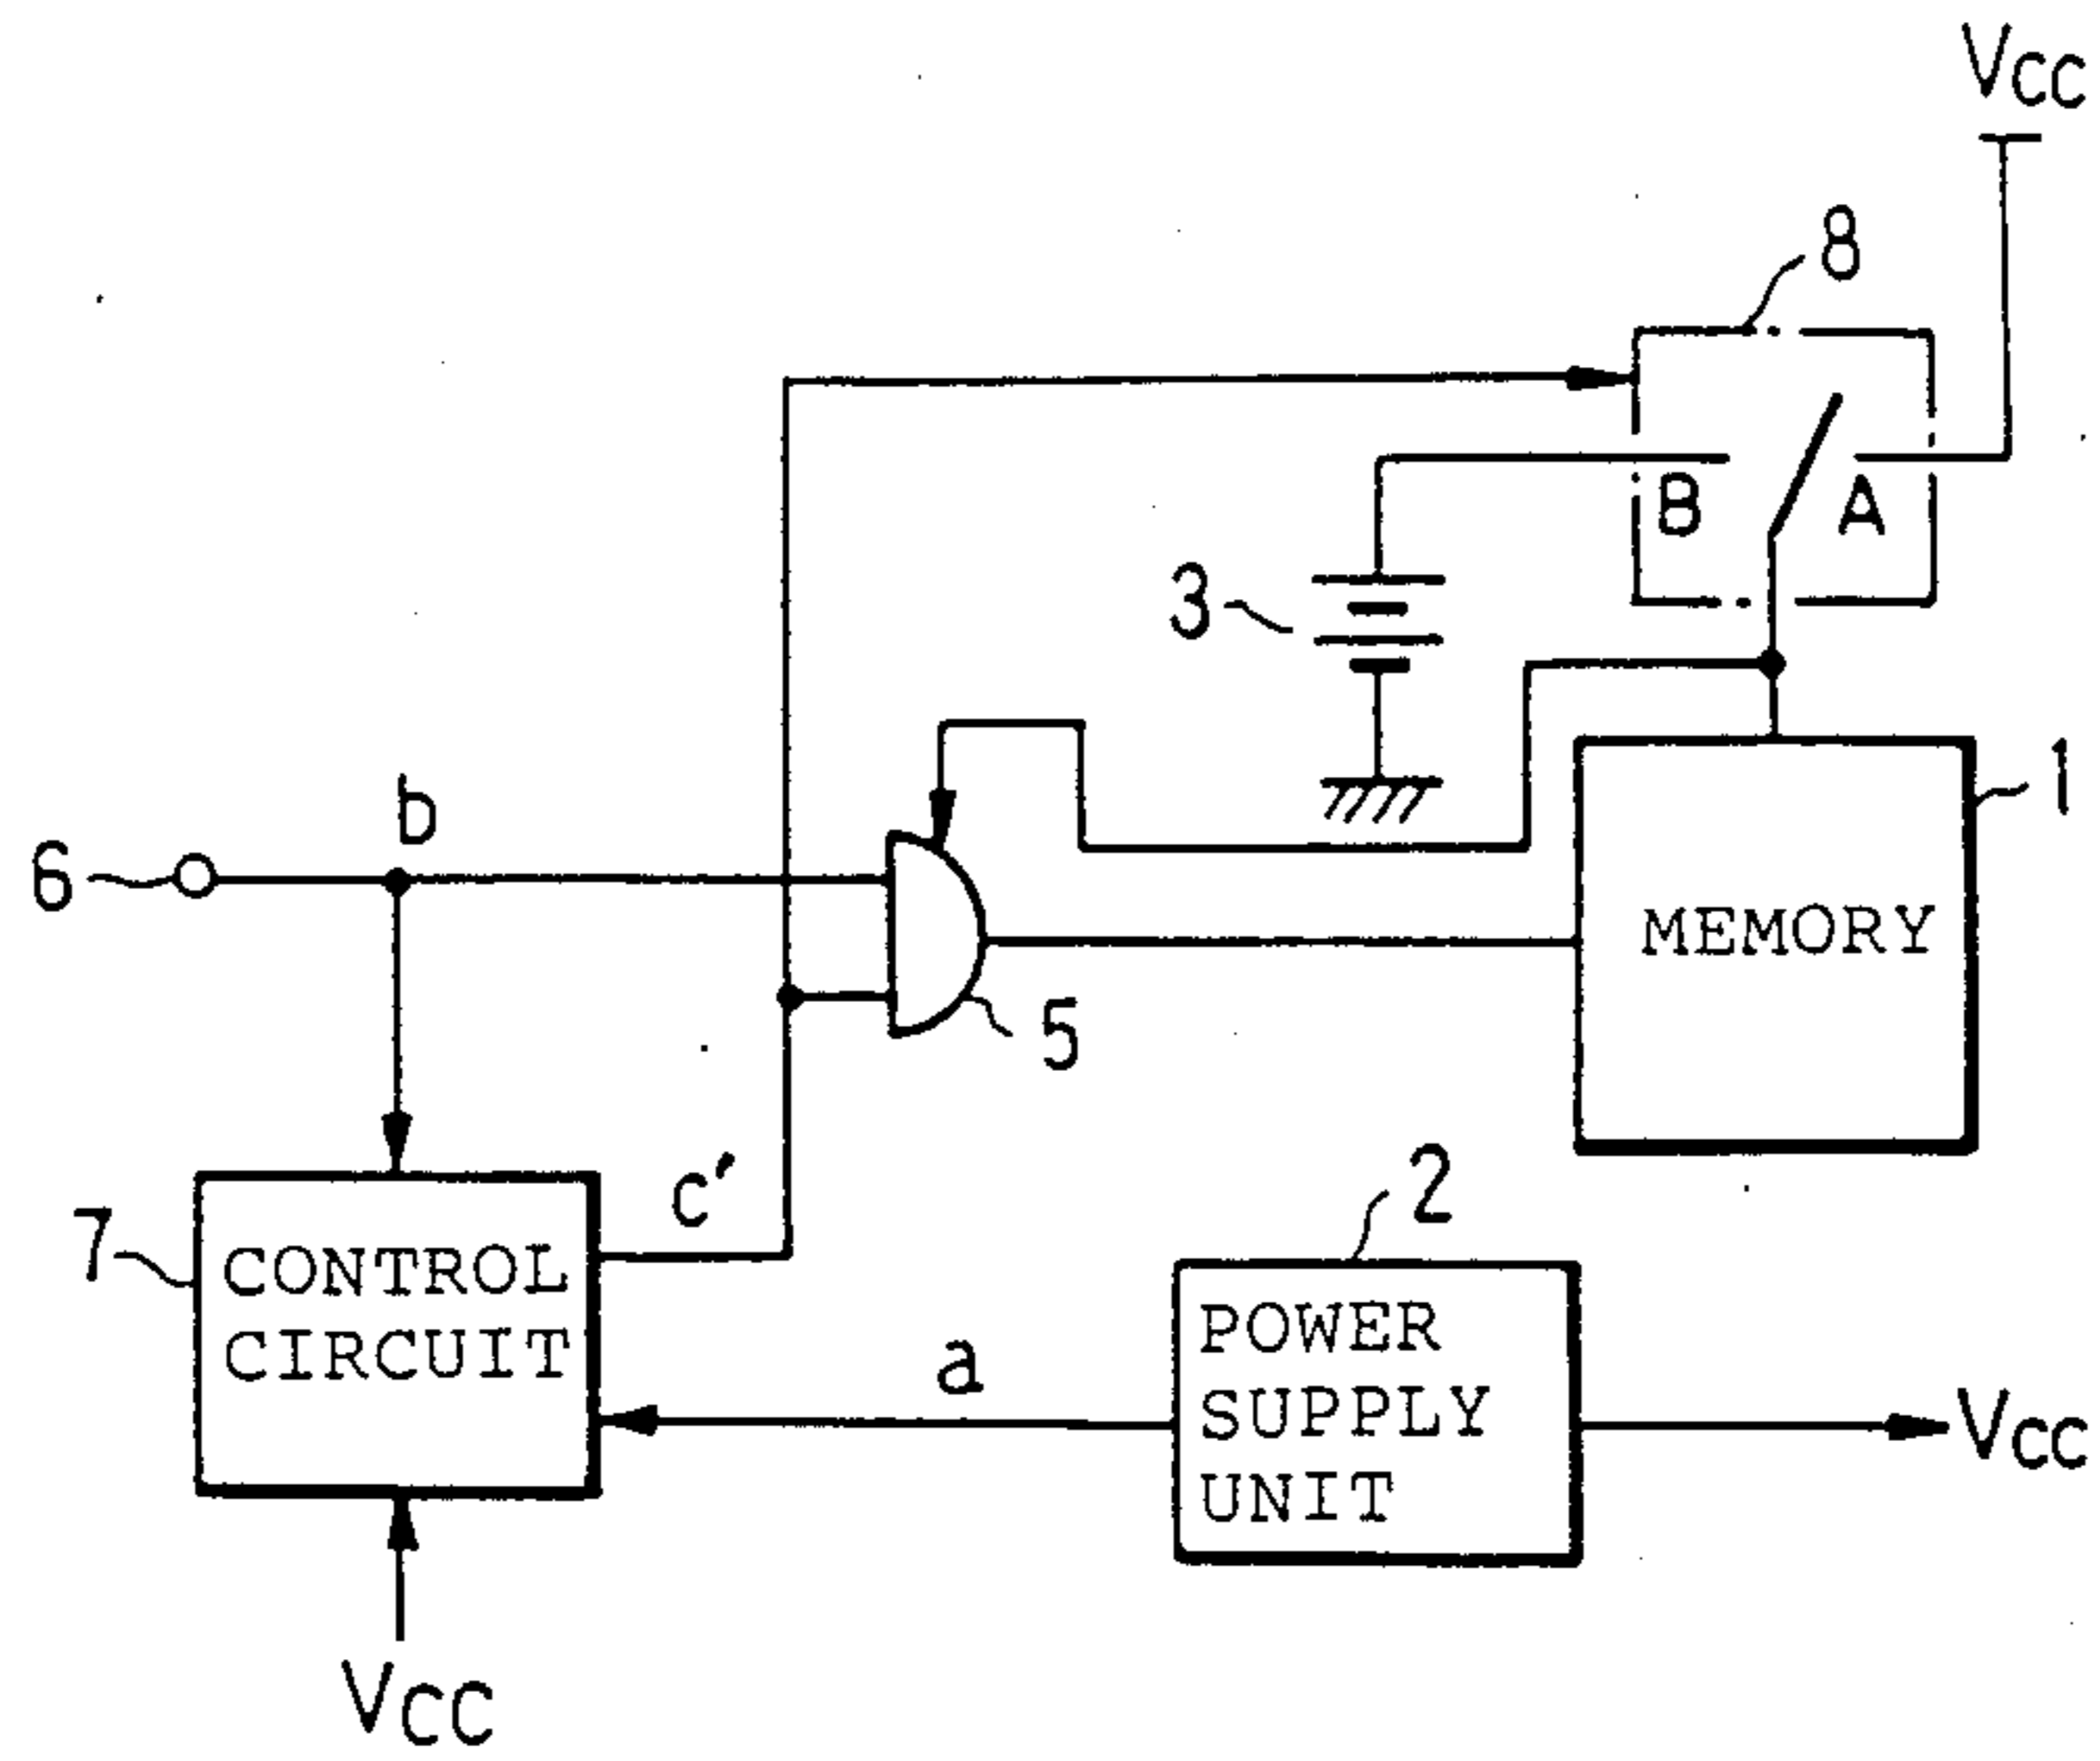 VCC
8
B
A
3
1
b
6
MEMORY
5
c'
2
7
CONTROL
CIRCUIT
POWER
SUPPLY
UNIT
a
VCC
VCC